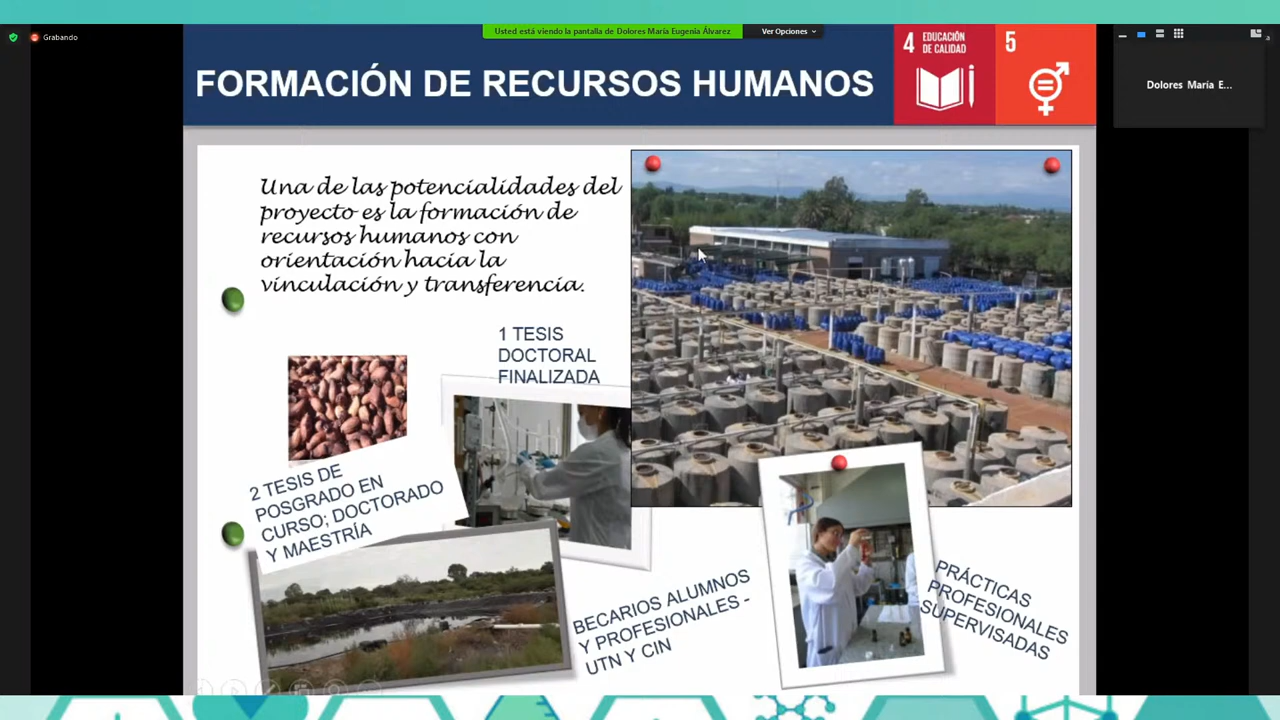 Grabando
Usted está viendo la pantalla de Dolores María Eugenia Álvarez
Ver Opciones
FORMACIÓN DE RECURSOS HUMANOS
4 EDUCACIÓN
DE CALIDAD
5
Dolores María E...
Una de las potencialidades del
proyecto es la formación de
recursos humanos con
orientación hacia la
vinculación y transferencia.
1 TESIS
DOCTORAL
FINALIZADA
2 TESIS DE
POSGRADO EN
CURSO; DOCTORADO
Y MAESTRÍA
BECARIOS ALUMNOS
Y PROFESIONALES -
UTN Y CIN
PRÁCTICAS
PROFESIONALES
SUPERVISADAS